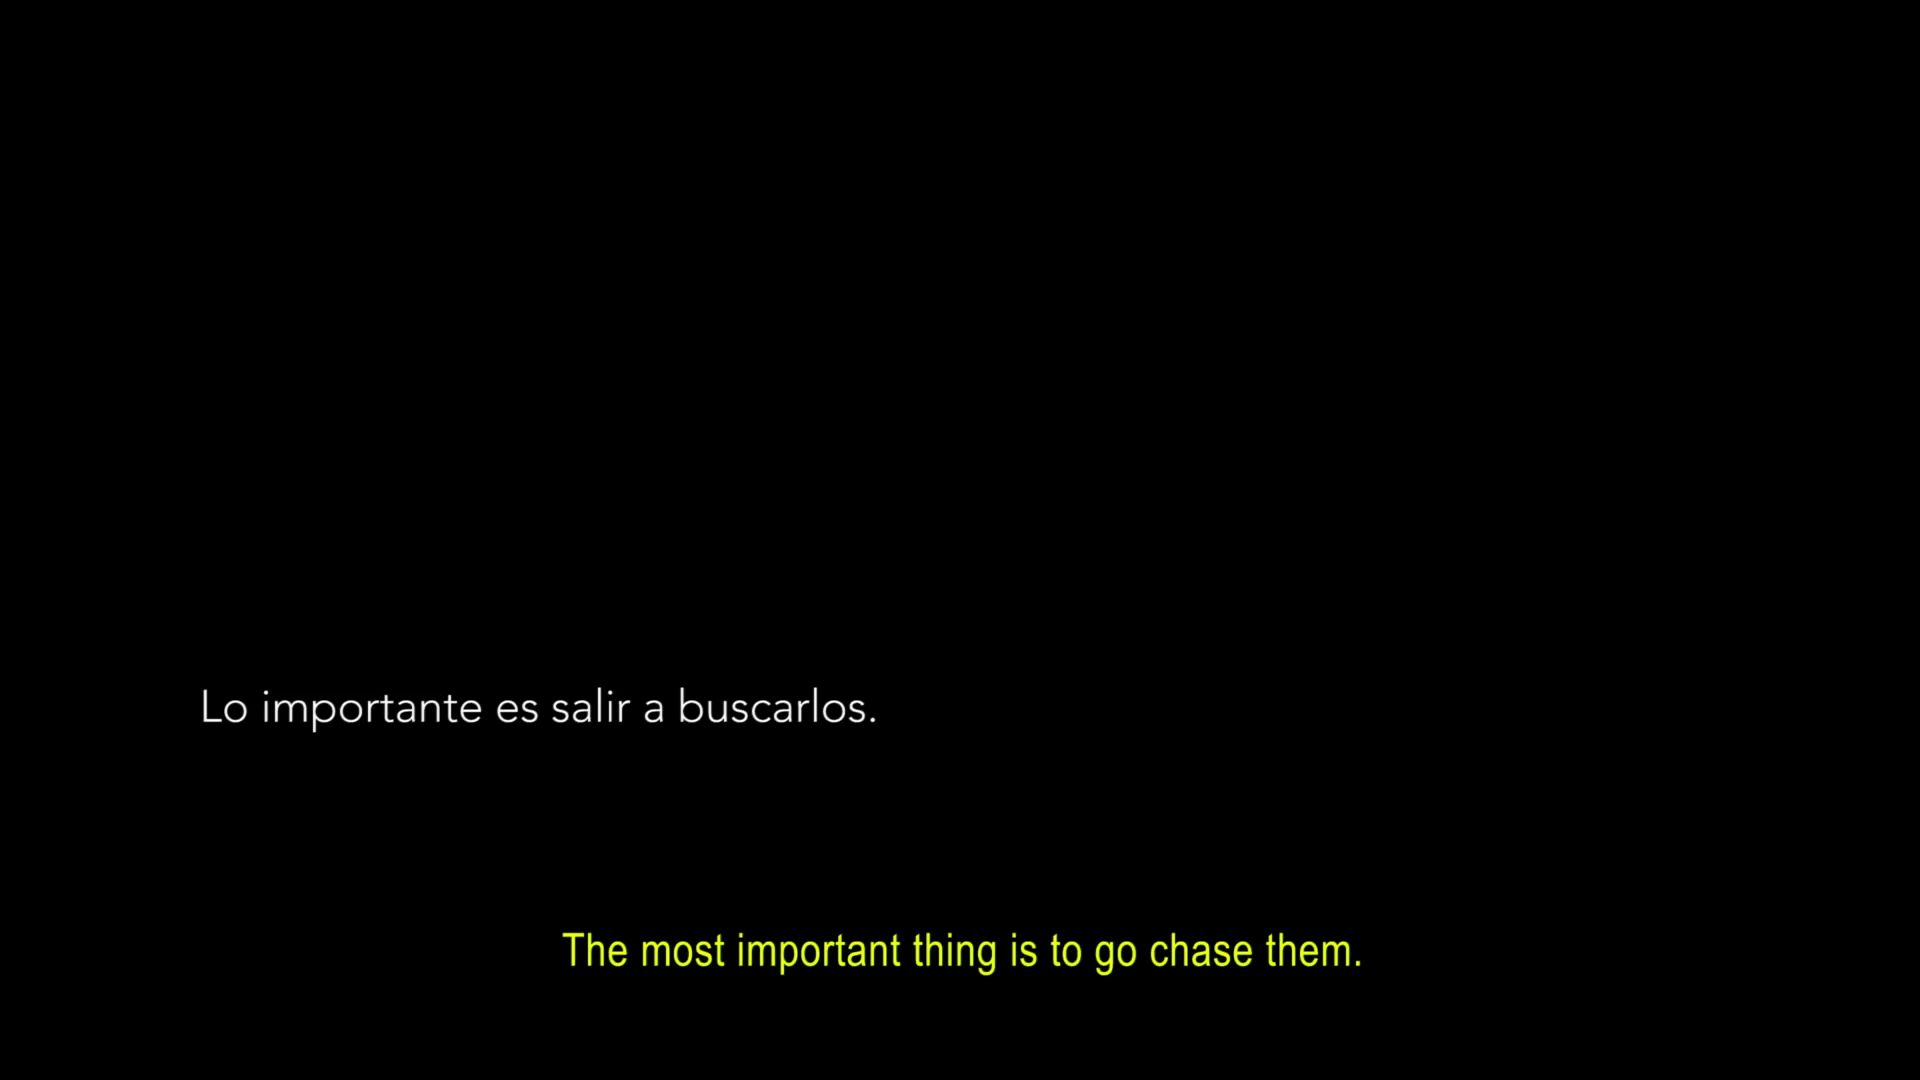 Lo importante es salir a buscarlos.
The most important thing is to go chase them.